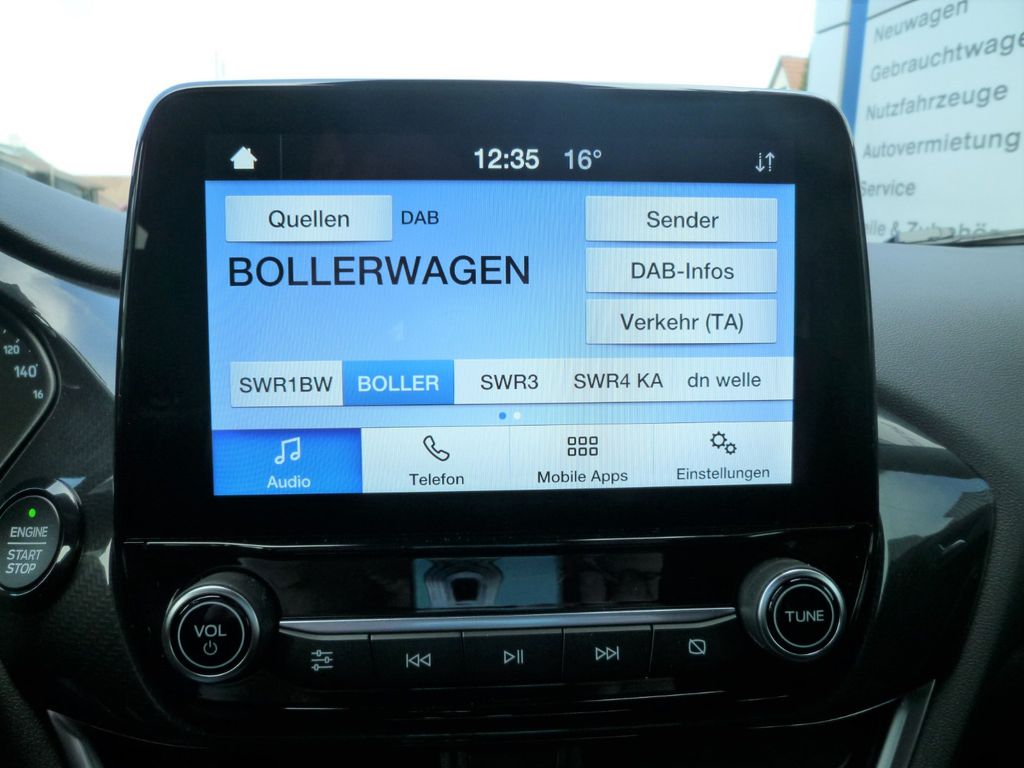 Neuwagen
Gebrauchtwage
Nutzfahrzeuge
Autovermietung
Service
12:35 16°
Quellen DAB Sender
BOLLERWAGEN
DAB-Infos
Verkehr (TA)
SWR1BW BOLLER SWR3 SWR4 KA dn welle
Audio Telefon Mobile Apps Einstellungen
120
140
16
ENGINE
START
STOP
VOL
TUNE